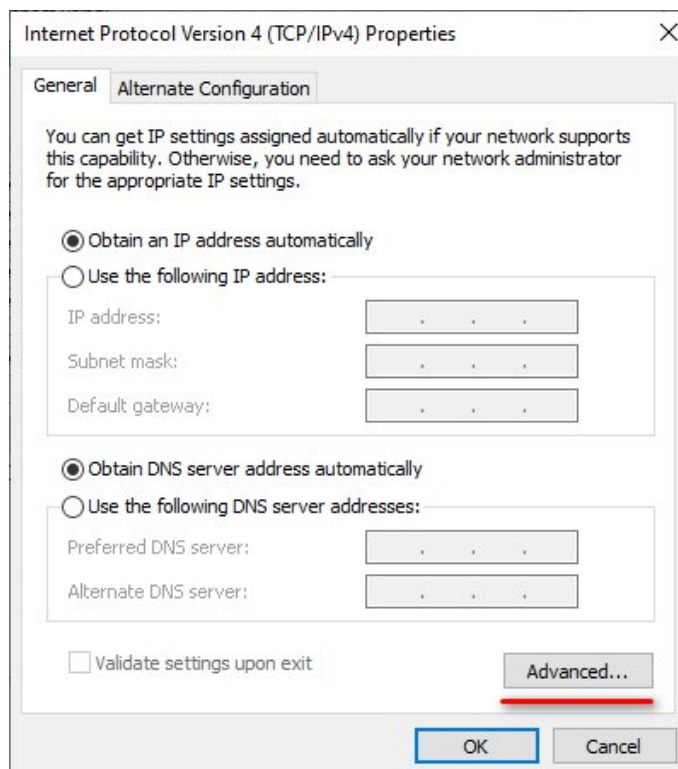 Internet Protocol Version 4 (TCP/IPv4) Properties
General
Alternate Configuration
You can get IP settings assigned automatically if your network supports
this capability. Otherwise, you need to ask your network administrator
for the appropriate IP settings.
Obtain an IP address automatically
Use the following IP address:
IP address:
Subnet mask:
Default gateway:
Obtain DNS server address automatically
Use the following DNS server addresses:
Preferred DNS server:
Alternate DNS server:
Validate settings upon exit
Advanced...
OK
Cancel